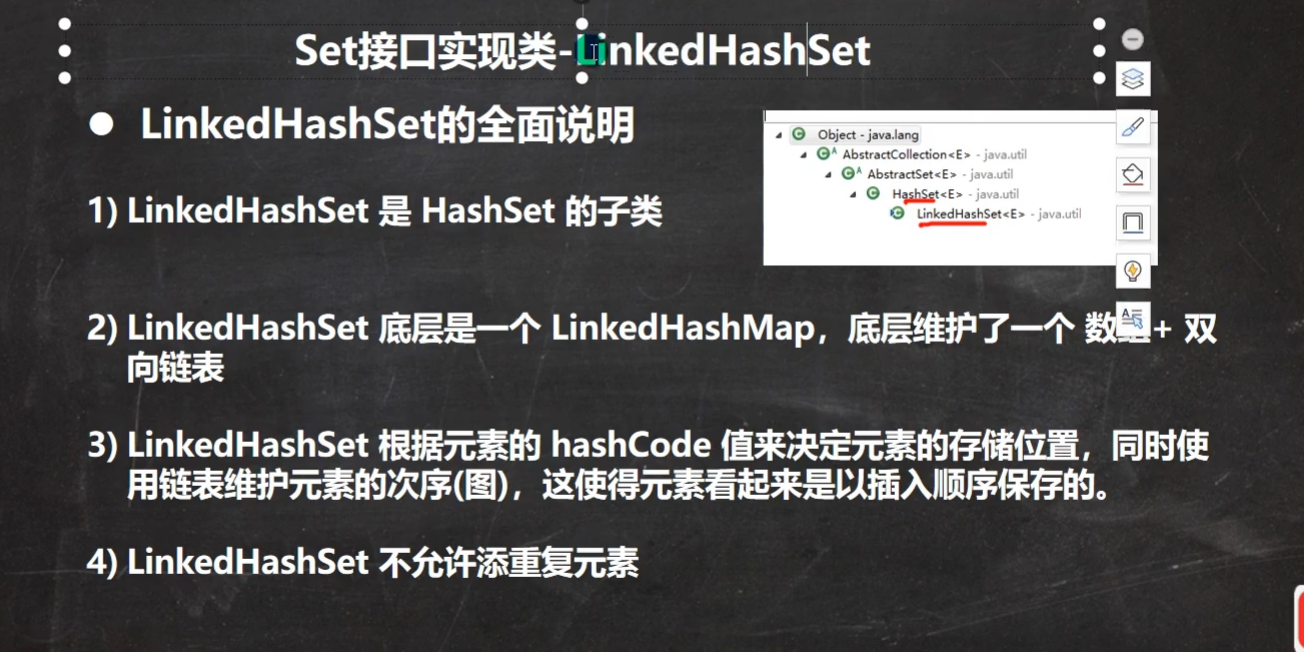 Set接口实现类-LinkedHashSet
● LinkedHashSet的全面说明
Object - java.lang
AbstractCollection<E> - java.util
AbstractSet<E> - java.util
HashSet<E> - java.util
LinkedHashSet<E> - java.util
1) LinkedHashSet 是 HashSet 的子类
2) LinkedHashSet 底层是一个 LinkedHashMap，底层维护了一个 数组+ 双
向链表
3) LinkedHashSet 根据元素的 hashCode 值来决定元素的存储位置，同时使
用链表维护元素的次序(图)，这使得元素看起来是以插入顺序保存的。
4) LinkedHashSet 不允许添重复元素